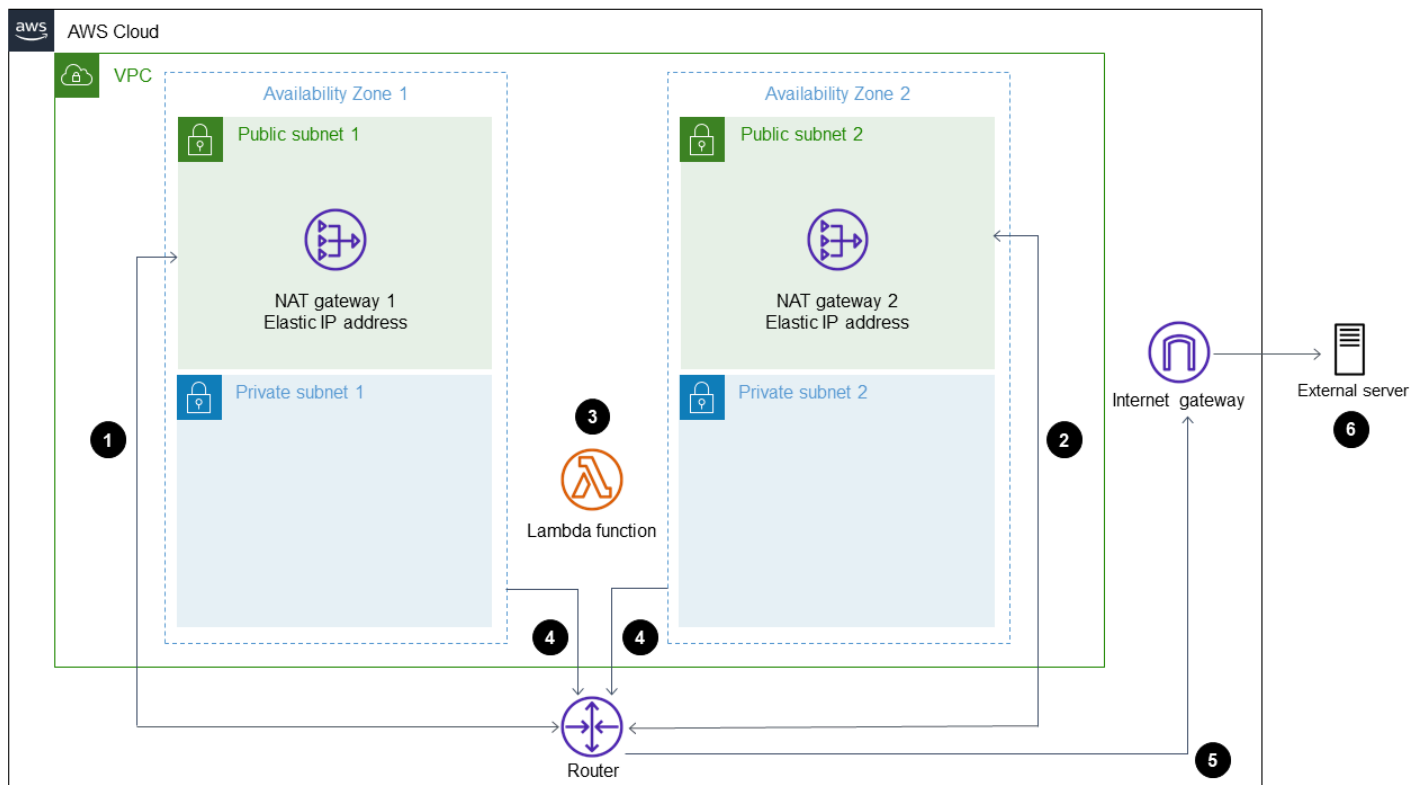 aws
AWS Cloud
VPC
Availability Zone 1
Availability Zone 2
Public subnet 1
Public subnet 2
NAT gateway 1
Elastic IP address
NAT gateway 2
Elastic IP address
Internet gateway
External server
6
Private subnet 1
Private subnet 2
1
3
2
Lambda function
4
4
Router
5